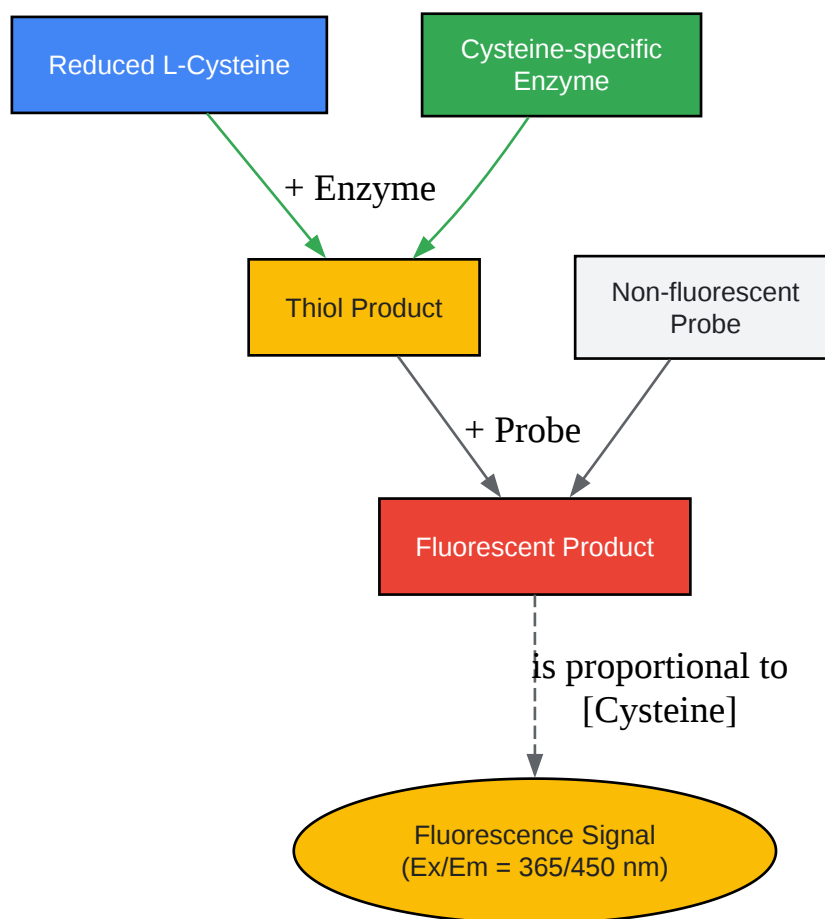 Reduced L-Cysteine
Cysteine-specific
Enzyme
+ Enzyme
Thiol Product
Non-fluorescent
Probe
+ Probe
Fluorescent Product
is proportional to
[Cysteine]
Fluorescence Signal
(Ex/Em = 365/450 nm)